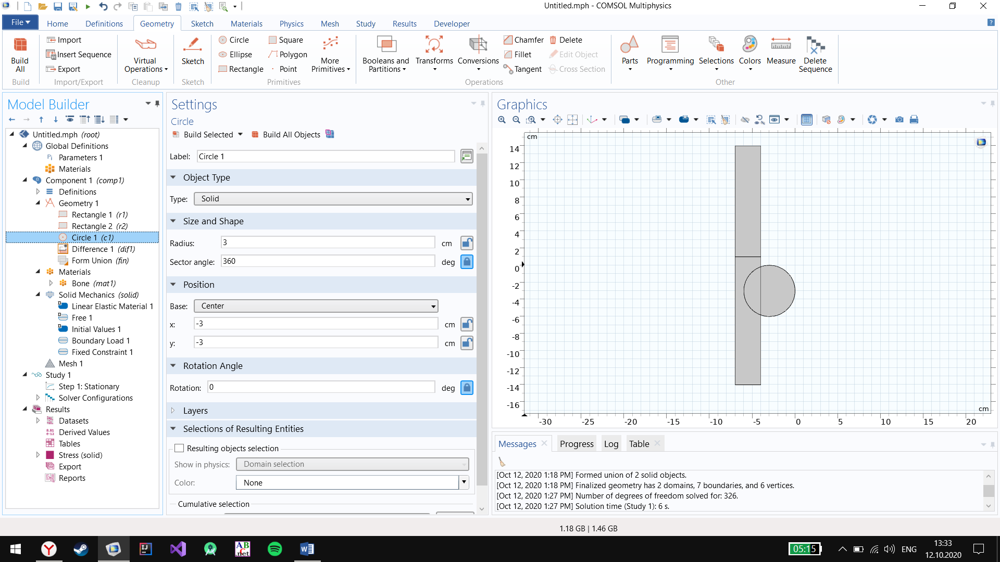 Untitled.mph - COMSOL Multiphysics
File Home Definitions Geometry Sketch Materials Physics Mesh Study Results Developer
Build All
Build
Import
Insert Sequence
Export
Import/Export
Virtual Operations
Cleanup
Sketch
Sketch
Circle
Ellipse
Rectangle
Square
Polygon
Point
More Primitives
Primitives
Booleans and Partitions
Transforms
Conversions
Chamfer
Fillet
Tangent
Delete
Edit Object
Cross Section
Operations
Parts
Programming
Selections
Colors
Measure
Delete Sequence
Other
Model Builder
Untitled.mph (root)
Global Definitions
Pi Parameters 1
Materials
Component 1 (comp1)
Definitions
Geometry 1
Rectangle 1 (r1)
Rectangle 2 (r2)
Circle 1 (c1)
Difference 1 (dif1)
Form Union (fin)
Materials
Bone (mat1)
Solid Mechanics (solid)
Linear Elastic Material 1
Free 1
Initial Values 1
Boundary Load 1
Fixed Constraint 1
Mesh 1
Study 1
Step 1: Stationary
Solver Configurations
Results
Datasets
8.85 e-12 Derived Values
Tables
Stress (solid)
Export
Reports
Settings
Circle
Build Selected Build All Objects
Label: Circle 1
Object Type
Type: Solid
Size and Shape
Radius: 3 cm
Sector angle: 360 deg
Position
Base: Center
x: -3 cm
y: -3 cm
Rotation Angle
Rotation: 0 deg
Layers
Selections of Resulting Entities
Resulting objects selection
Show in physics: Domain selection
Color: None
Cumulative selection
Graphics
cm
14
12
10
8
6
4
2
0
-2
-4
-6
-8
-10
-12
-14
-16
cm
-30 -25 -20 -15 -10 -5 0 5 10 15 20
Messages Progress Log Table
[Oct 12, 2020 1:18 PM] Formed union of 2 solid objects.
[Oct 12, 2020 1:18 PM] Finalized geometry has 2 domains, 7 boundaries, and 6 vertices.
[Oct 12, 2020 1:27 PM] Number of degrees of freedom solved for: 326.
[Oct 12, 2020 1:27 PM] Solution time (Study 1): 6 s.
1.18 GB | 1.46 GB
05:15
ENG
13:33
12.10.2020